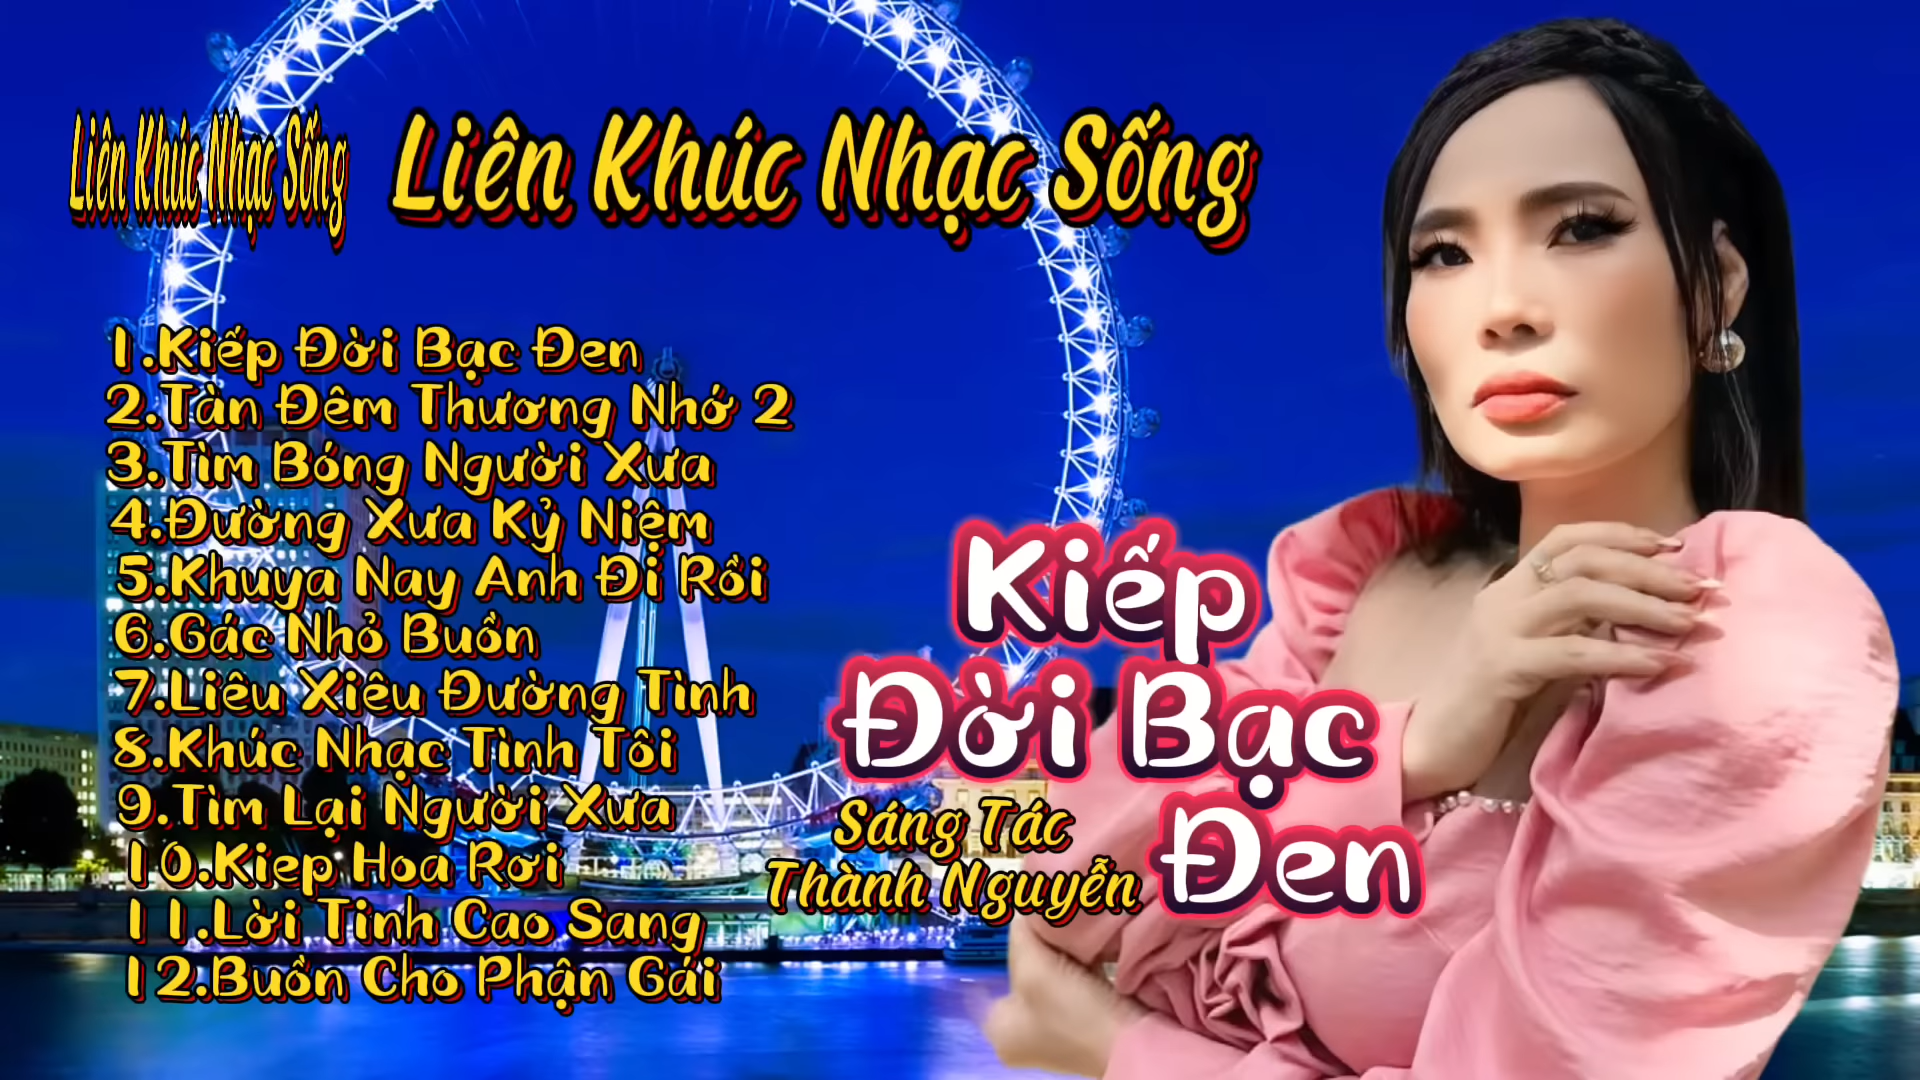 Liên Khúc Nhạc Sống
Liên Khúc Nhạc Sống
1.Kiếp Đời Bạc Đen
2.Tàn Đêm Thương Nhớ 2
3.Tìm Bóng Người Xưa
4.Đường Xưa Kỷ Niệm
5.Khuya Nay Anh Đi Rồi
6.Gác Nhỏ Buồn
7.Liêu Xiêu Đường Tình
8.Khúc Nhạc Tình Tôi
9.Tìm Lại Người Xưa
10.Kiep Hoa Rơi
11.Lời Tinh Cao Sang
12.Buồn Cho Phận Gái
Kiếp
Đời Bạc
Đen
Sáng Tác
Thành Nguyễn